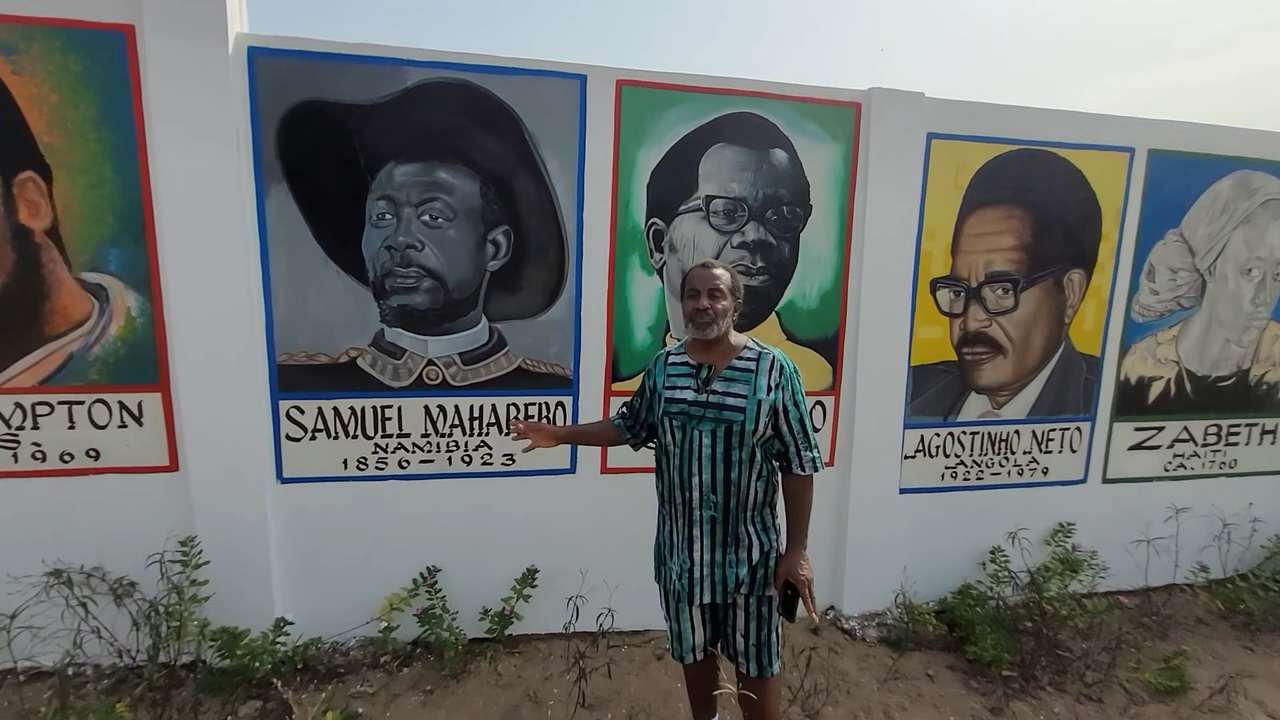 MPTON
S~
1969
SAMUEL MAHARERO
NAMIBIA
1856-1923
O
AGOSTINHO NETO
ANGOLA
1922-1979
ZABETH
HAITI
CA. 1760